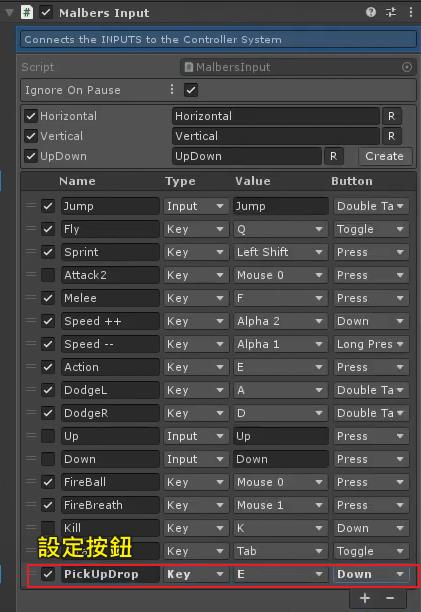 Malbers Input
Connects the INPUTS to the Controller System
Script MalbersInput
Ignore On Pause
Horizontal Horizontal R
Vertical Vertical R
UpDown UpDown R Create
Name Type Value Button
Jump Input Jump Double Ta
Fly Key Q Toggle
Sprint Key Left Shift Press
Attack2 Key Mouse 0 Press
Melee Key F Press
Speed ++ Key Alpha 2 Down
Speed -- Key Alpha 1 Long Pres
Action Key E Press
DodgeL Key A Double Ta
DodgeR Key D Double Ta
Up Input Up Press
Down Input Down Press
FireBall Key Mouse 0 Press
FireBreath Key Mouse 1 Press
Kill Key K Down
設定按鈕
Key Tab Toggle
PickUpDrop Key E Down